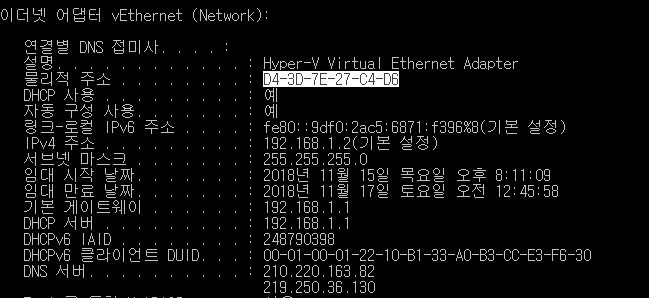 이더넷 어댑터 vEthernet (Network):
연결별 DNS 접미사. . . . :
설명. . . . . . . . . . . . : Hyper-V Virtual Ethernet Adapter
물리적 주소 . . . . . . . . : D4-3D-7E-27-C4-D6
DHCP 사용 . . . . . . . . . : 예
자동 구성 사용. . . . . . . : 예
링크-로컬 IPv6 주소 . . . . : fe80::9df0:2ac5:6871:f396%8(기본 설정)
IPv4 주소 . . . . . . . . . : 192.168.1.2(기본 설정)
서브넷 마스크 . . . . . . . : 255.255.255.0
임대 시작 날짜. . . . . . . : 2018년 11월 15일 목요일 오후 8:11:09
임대 만료 날짜. . . . . . . : 2018년 11월 17일 토요일 오전 12:45:58
기본 게이트웨이 . . . . . . : 192.168.1.1
DHCP 서버 . . . . . . . . . : 192.168.1.1
DHCPv6 IAID . . . . . . . . : 248790398
DHCPv6 클라이언트 DUID. . . : 00-01-00-01-22-10-B1-33-A0-B3-CC-E3-F6-30
DNS 서버. . . . . . . . . . : 210.220.163.82
219.250.36.130